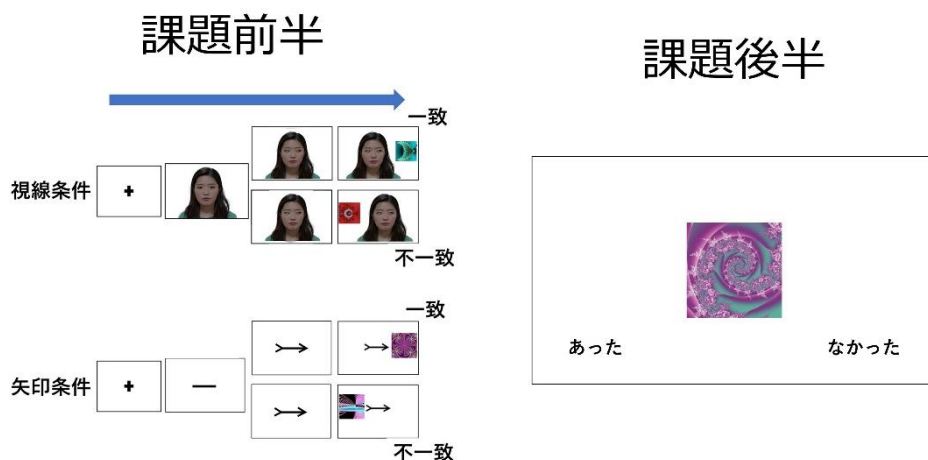 課題前半
一致
視線条件
不一致
一致
矢印条件
不一致
課題後半
あった
なかった